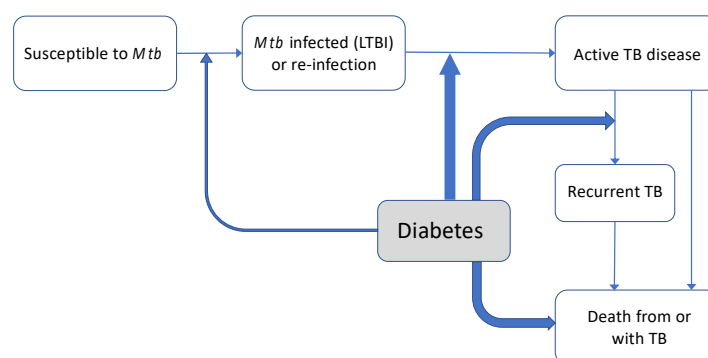 Susceptible to Mtb
Mtb infected (LTBI)
or re-infection
Active TB disease
Recurrent TB
Diabetes
Death from or
with TB